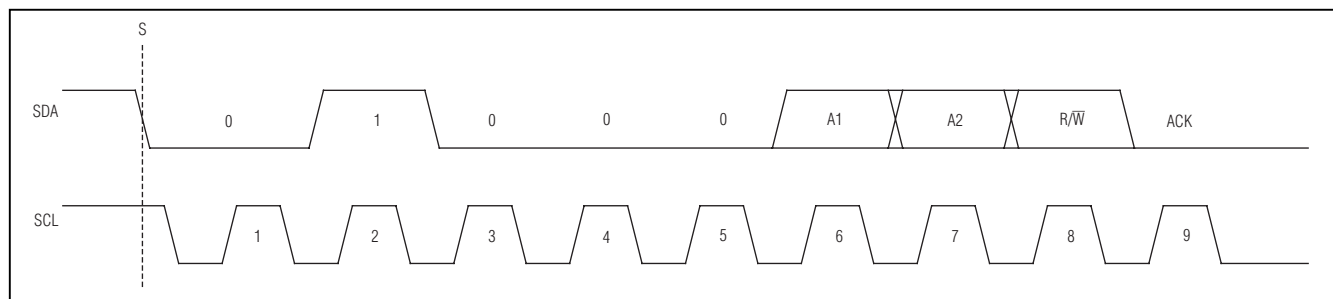 S
SDA 0 1 0 0 0 A1 A2 R/W̅ ACK
SCL 1 2 3 4 5 6 7 8 9